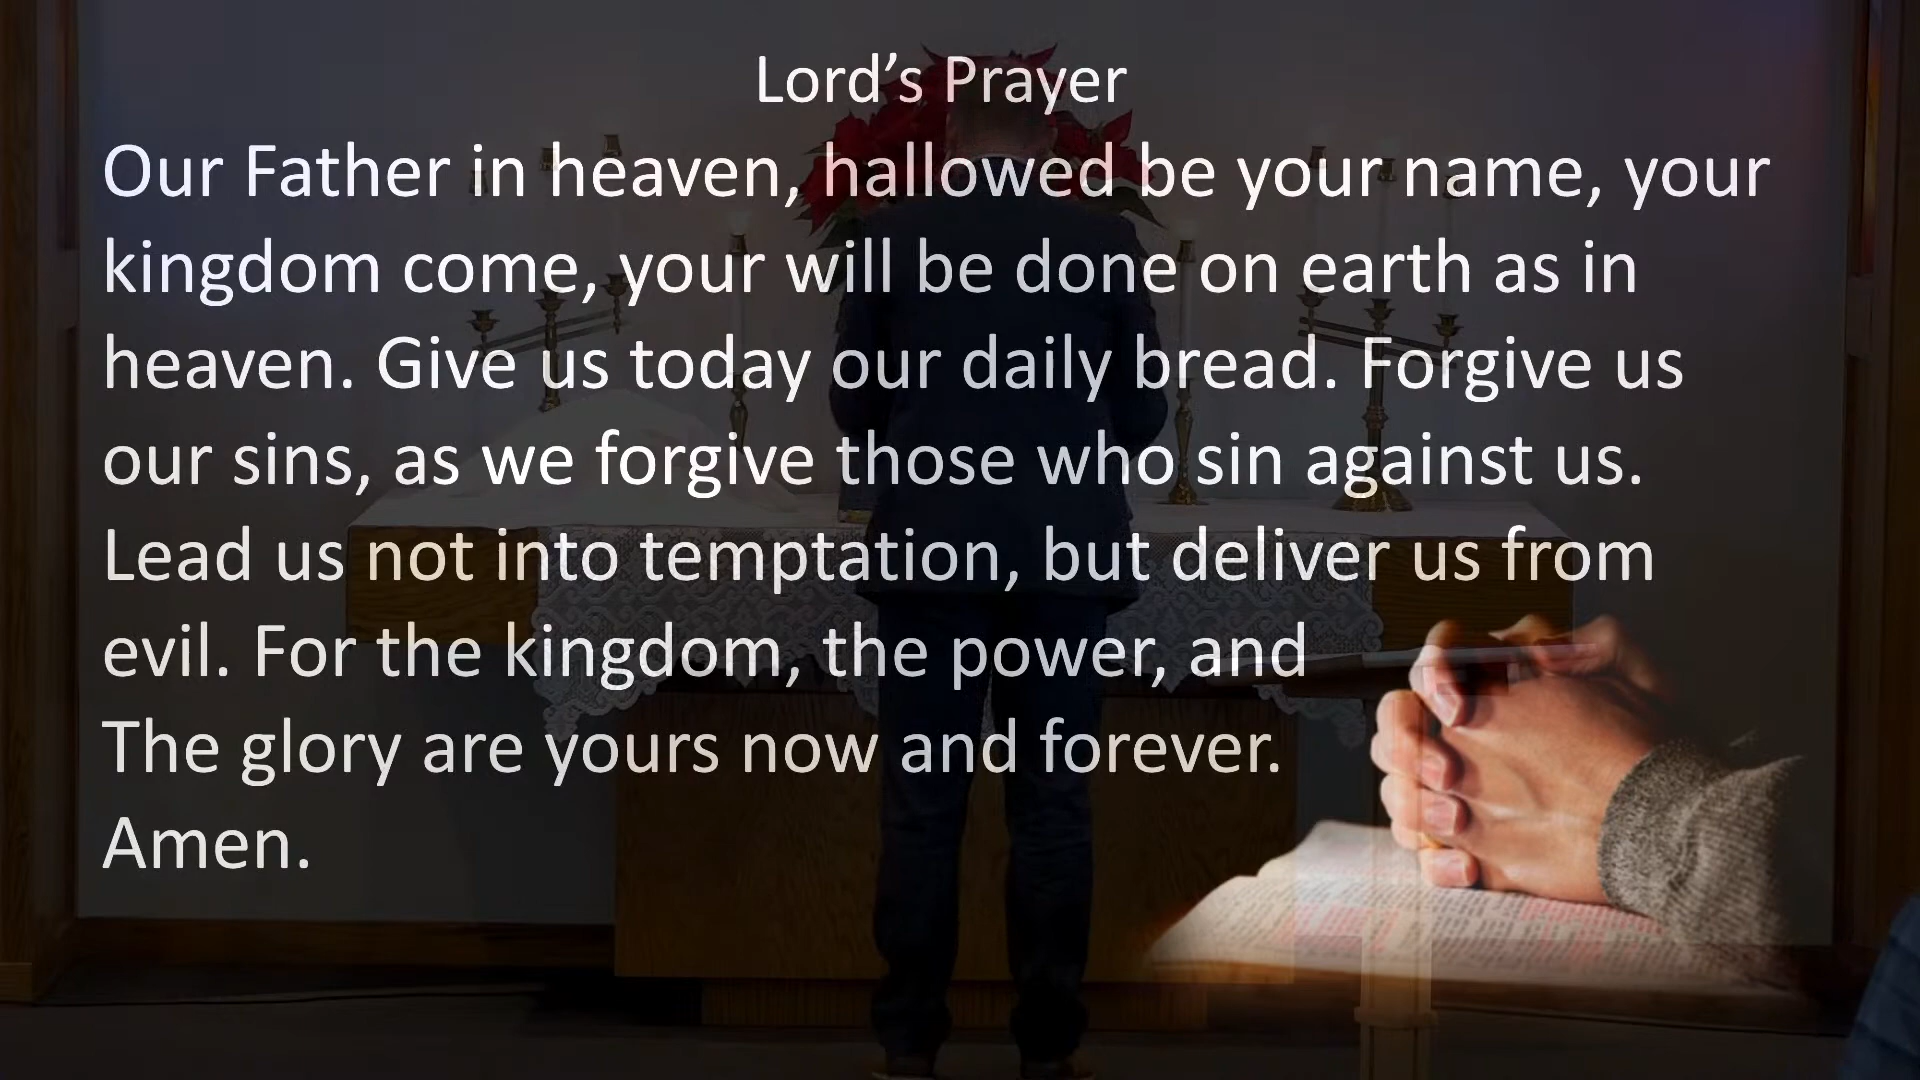 Lord’s Prayer
Our Father in heaven, hallowed be your name, your
kingdom come, your will be done on earth as in
heaven. Give us today our daily bread. Forgive us
our sins, as we forgive those who sin against us.
Lead us not into temptation, but deliver us from
evil. For the kingdom, the power, and
The glory are yours now and forever.
Amen.